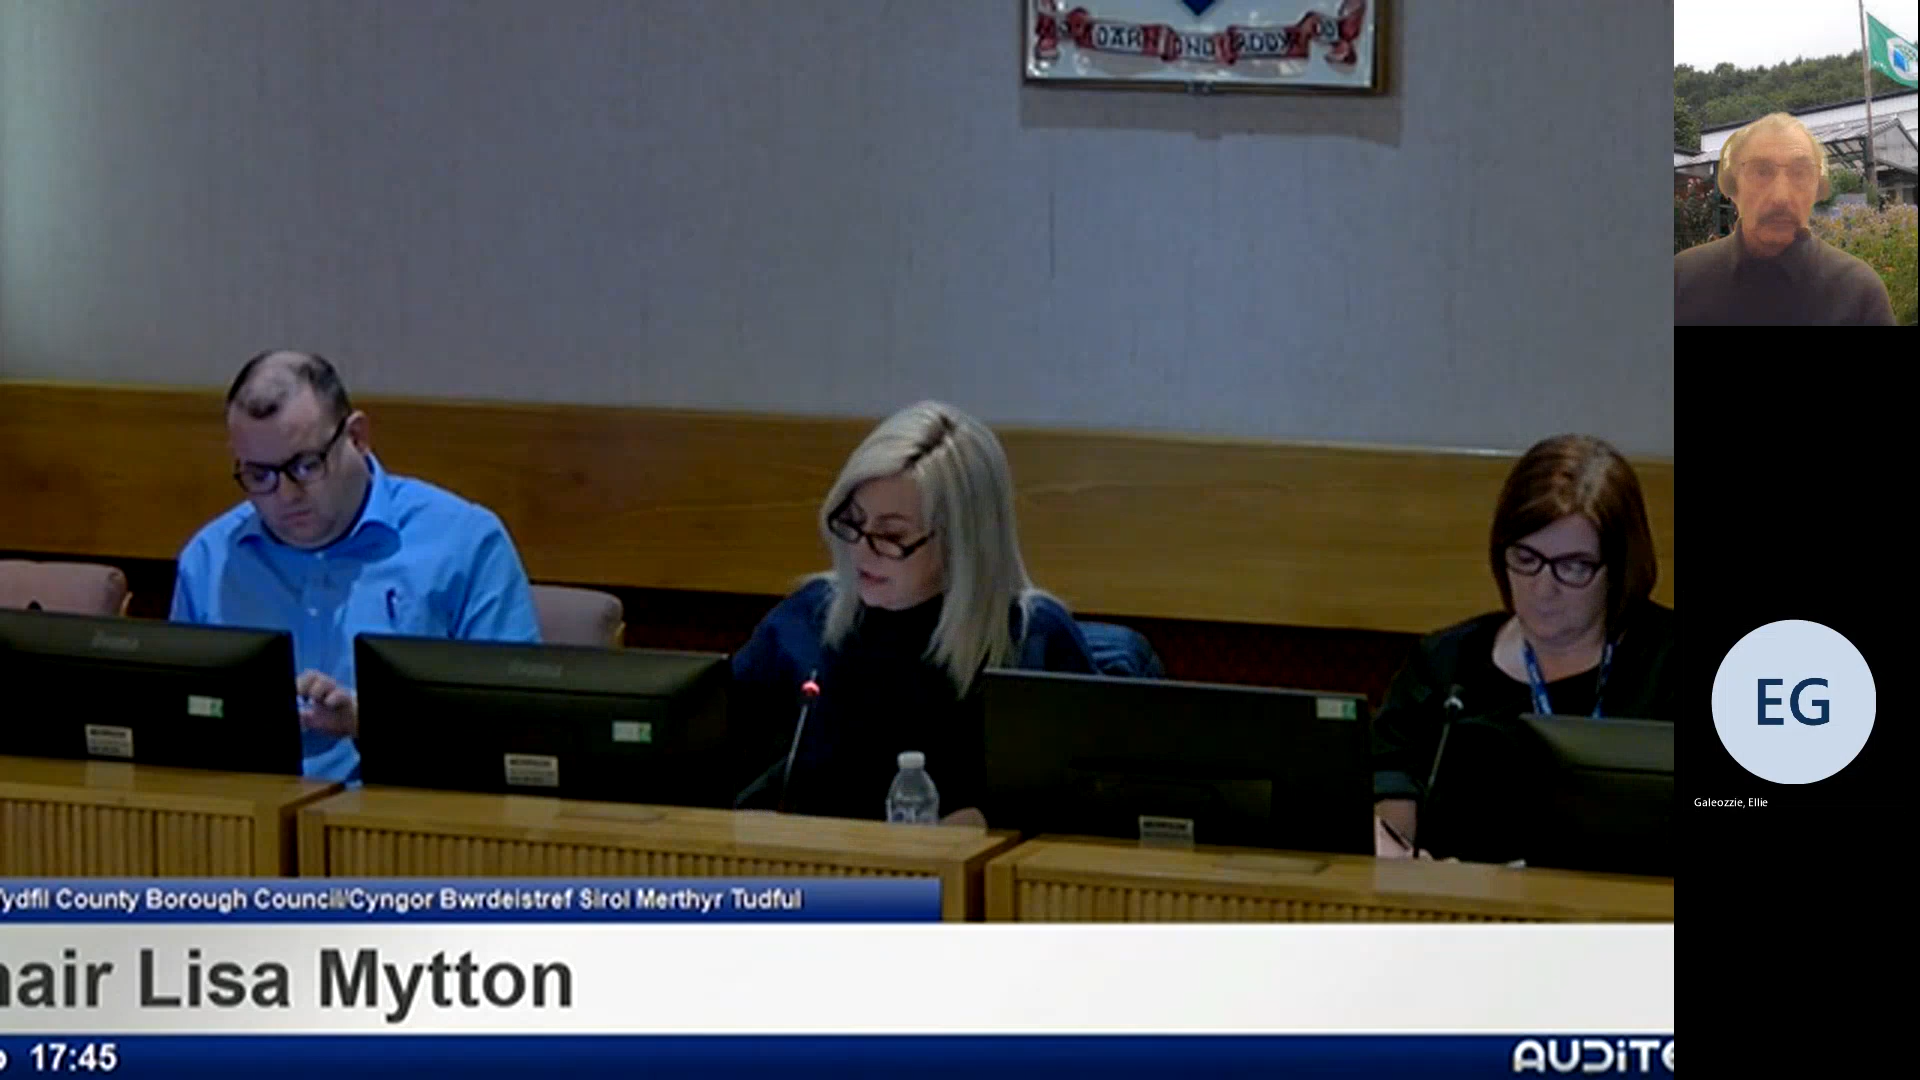 ydfil County Borough Council/Cyngor Bwrdeistref Sirol Merthyr Tudful
hair Lisa Mytton
17:45
AUDiTE
EG
Galeozzie, Ellie